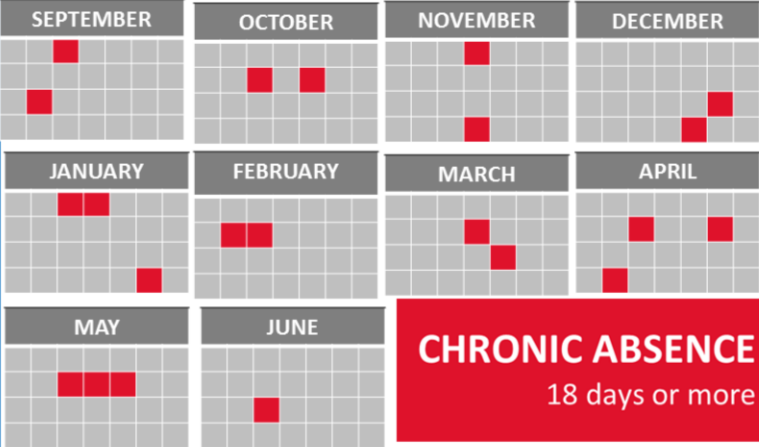 SEPTEMBER
OCTOBER
NOVEMBER
DECEMBER
JANUARY
FEBRUARY
MARCH
APRIL
MAY
JUNE
CHRONIC ABSENCE
18 days or more